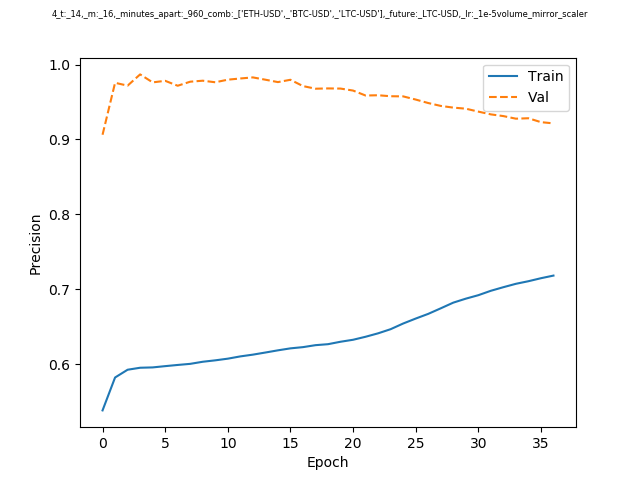 4_t:_14,_m:_16,_minutes_apart:_960_comb:_['ETH-USD',_'BTC-USD',_'LTC-USD'],_future:_LTC-USD,_lr:_1e-5volume_mirror_scaler
1.0
0.9
0.8
0.7
0.6
Precision
Train
Val
0 5 10 15 20 25 30 35
Epoch